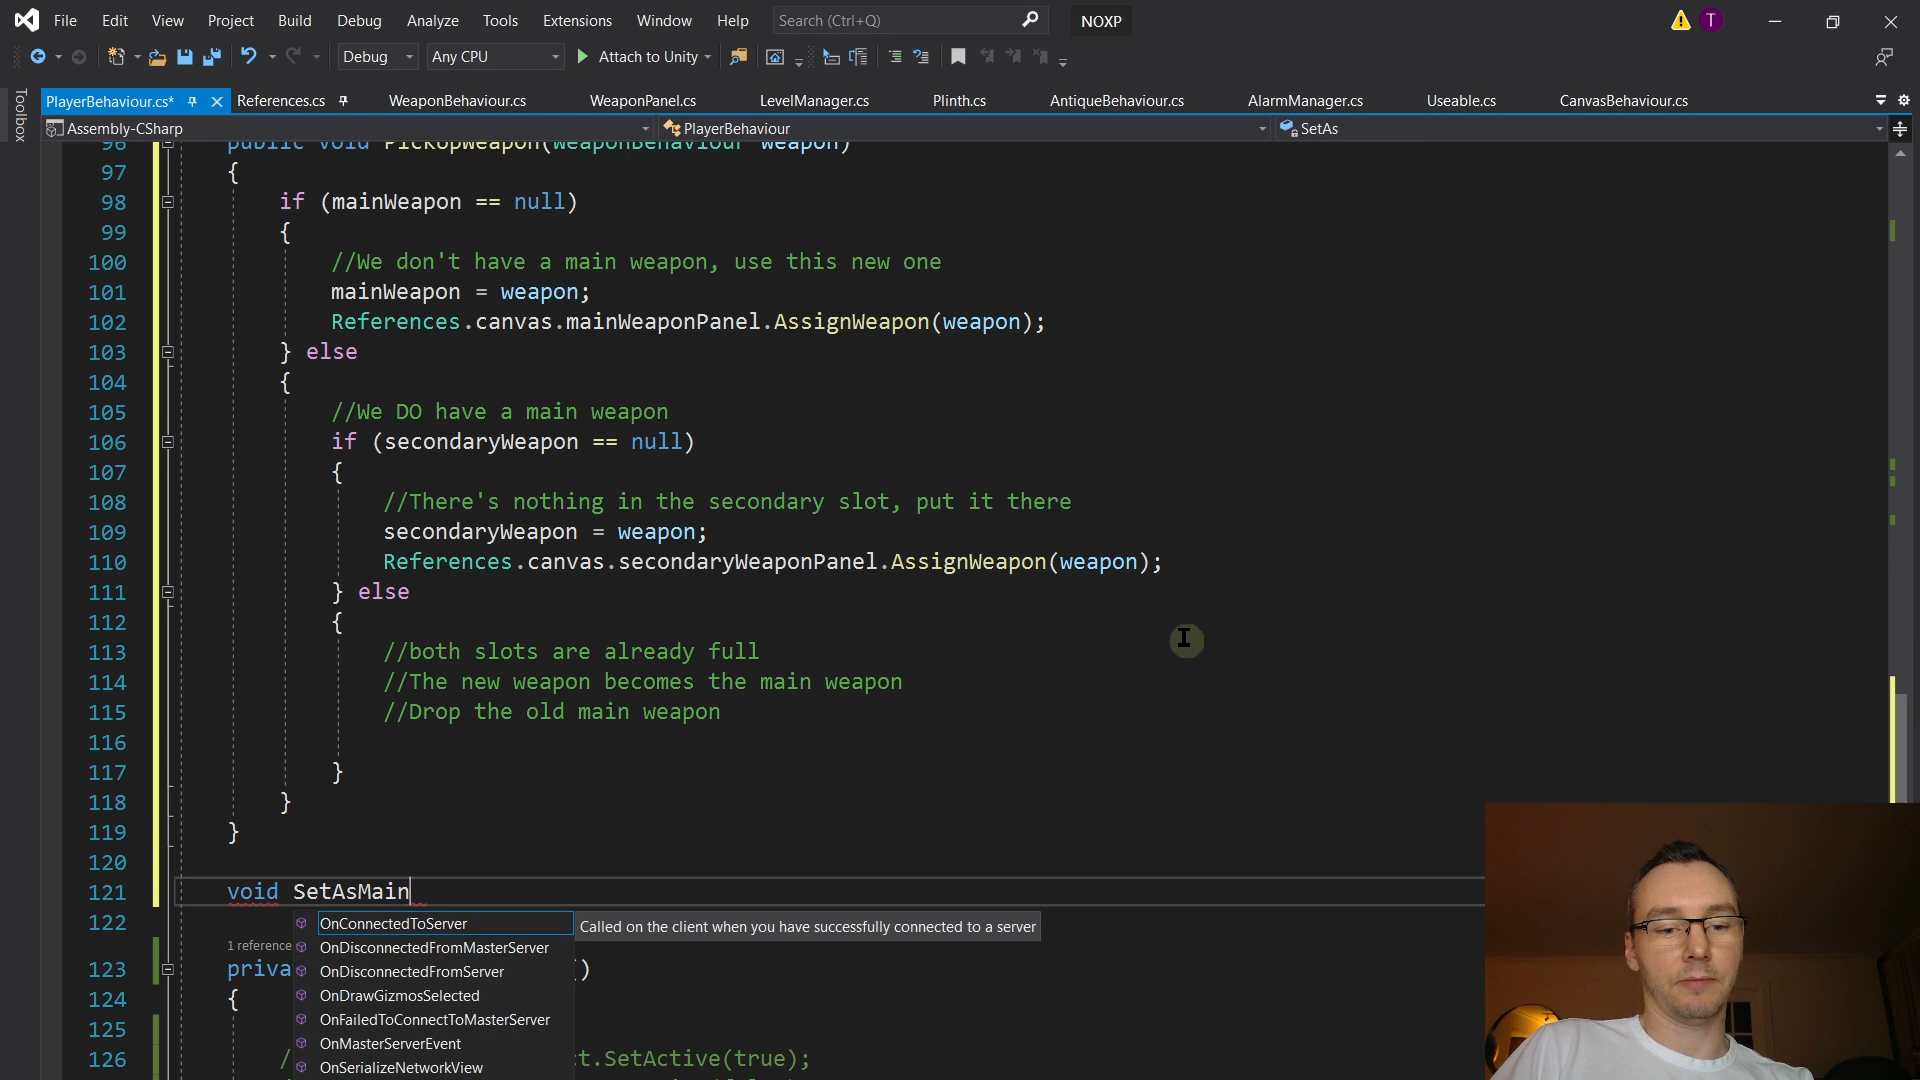 File Edit View Project Build Debug Analyze Tools Extensions Window Help Search (Ctrl+Q) NOXP T
Debug Any CPU Attach to Unity
Toolbox
PlayerBehaviour.cs* References.cs WeaponBehaviour.cs WeaponPanel.cs LevelManager.cs Plinth.cs AntiqueBehaviour.cs AlarmManager.cs Useable.cs CanvasBehaviour.cs
Assembly-CSharp PlayerBehaviour SetAs
96 public void PickUpWeapon(WeaponBehaviour weapon)
97 {
98 if (mainWeapon == null)
99 {
100 //We don't have a main weapon, use this new one
101 mainWeapon = weapon;
102 References.canvas.mainWeaponPanel.AssignWeapon(weapon);
103 } else
104 {
105 //We DO have a main weapon
106 if (secondaryWeapon == null)
107 {
108 //There's nothing in the secondary slot, put it there
109 secondaryWeapon = weapon;
110 References.canvas.secondaryWeaponPanel.AssignWeapon(weapon);
111 } else
112 {
113 //both slots are already full
114 //The new weapon becomes the main weapon
115 //Drop the old main weapon
116
117 }
118 }
119 }
120
121 void SetAsMain
122
OnConnectedToServer Called on the client when you have successfully connected to a server
1 reference OnDisconnectedFromMasterServer
123 priva OnDisconnectedFromServer )
124 { OnDrawGizmosSelected
125 OnFailedToConnectToMasterServer
OnMasterServerEvent
126 / t.SetActive(true);
OnSerializeNetworkView